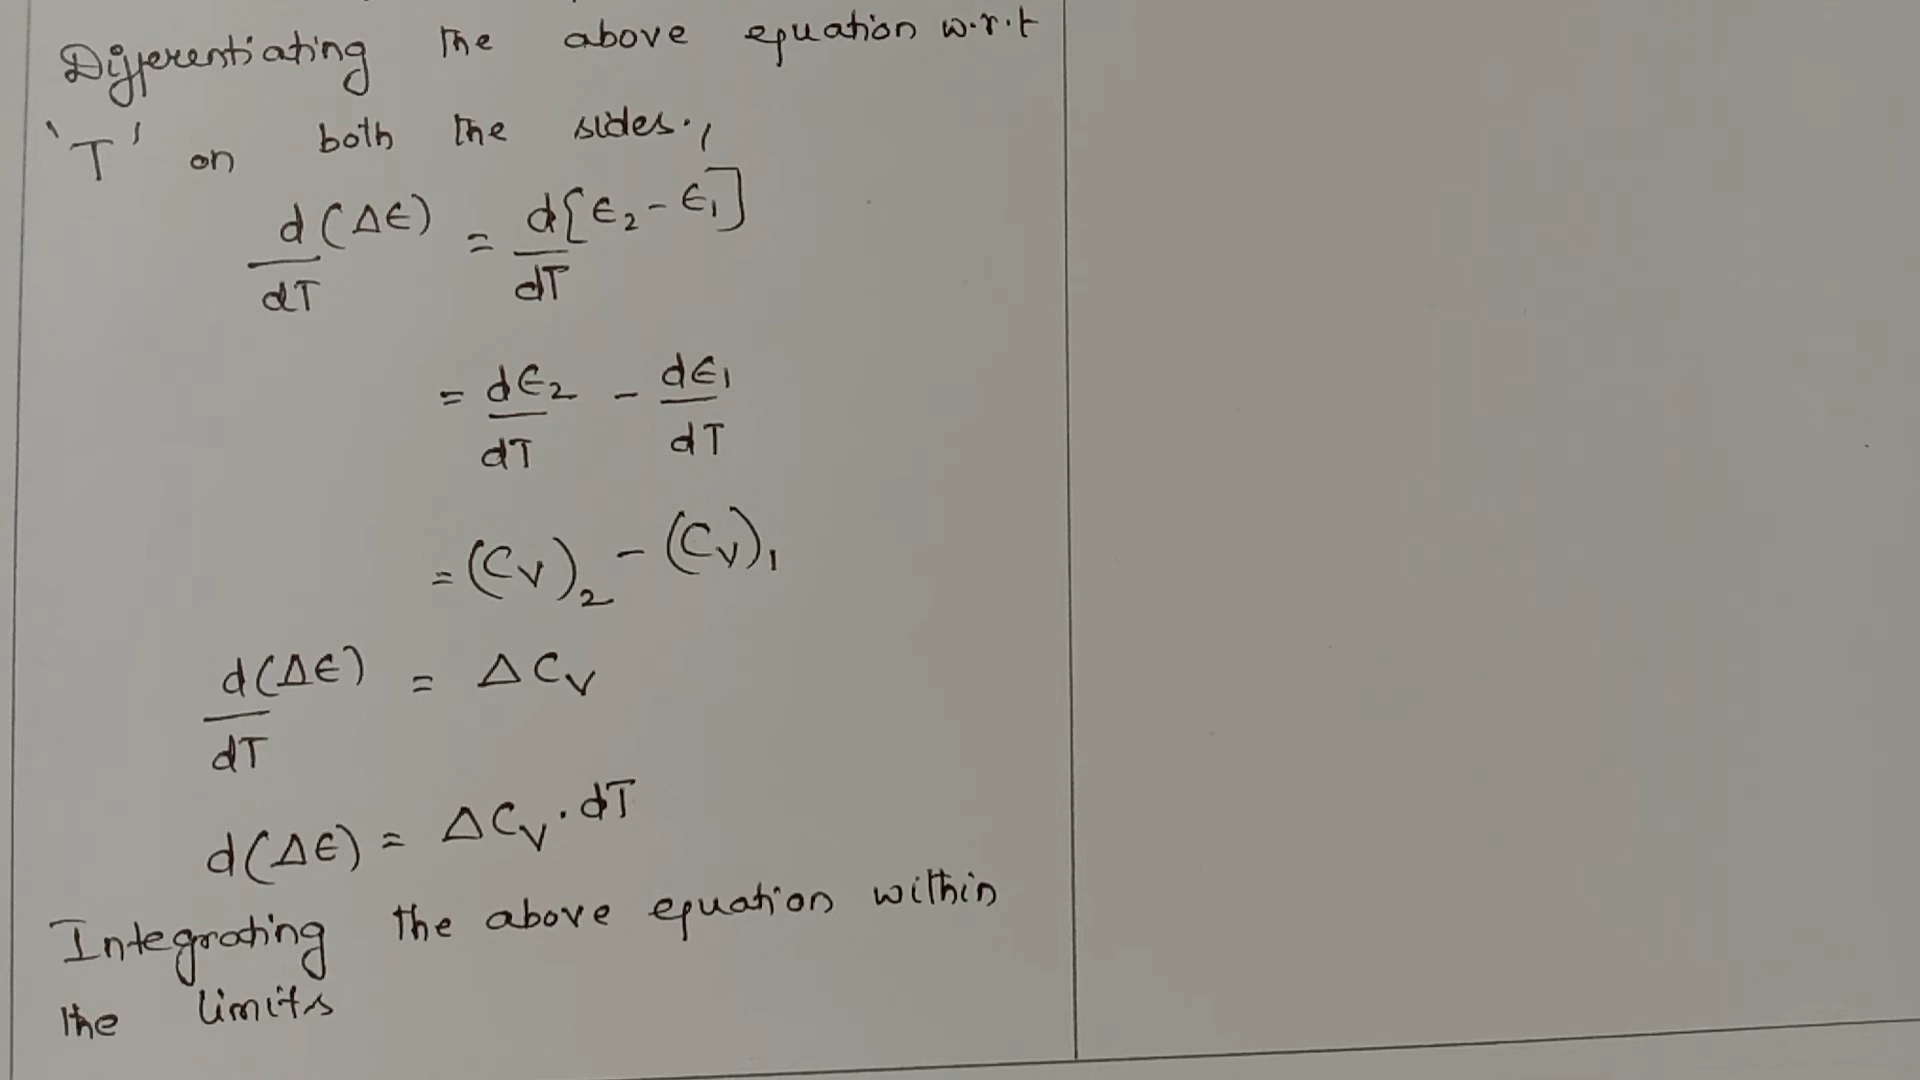 Differentiating the above equation w.r.t
'T' on both the sides.,
d(ΔE)/dT = d[E₂ - E₁]/dT
= dE₂/dT - dE₁/dT
= (Cv)₂ - (Cv)₁
d(ΔE)/dT = ΔCv
d(ΔE) = ΔCv · dT
Integrating the above equation within
the limits